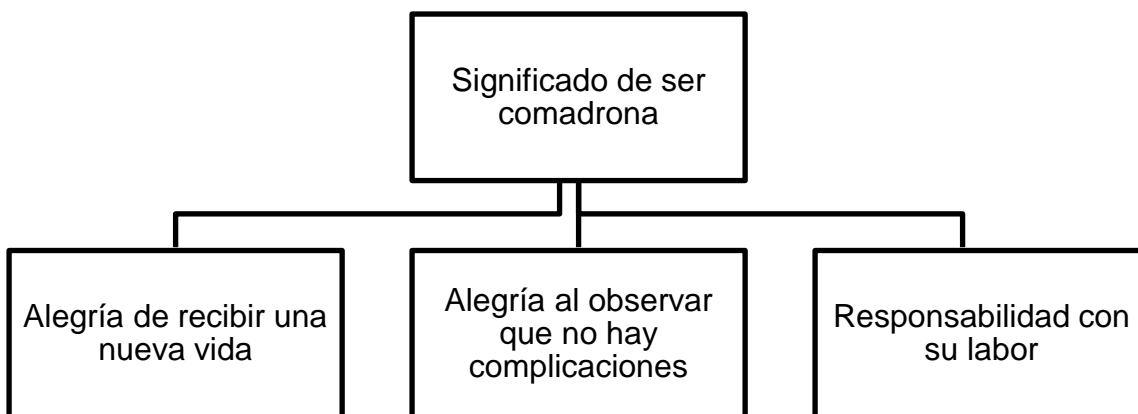 Significado de ser
comadrona
Alegría de recibir una
nueva vida
Alegría al observar
que no hay
complicaciones
Responsabilidad con
su labor